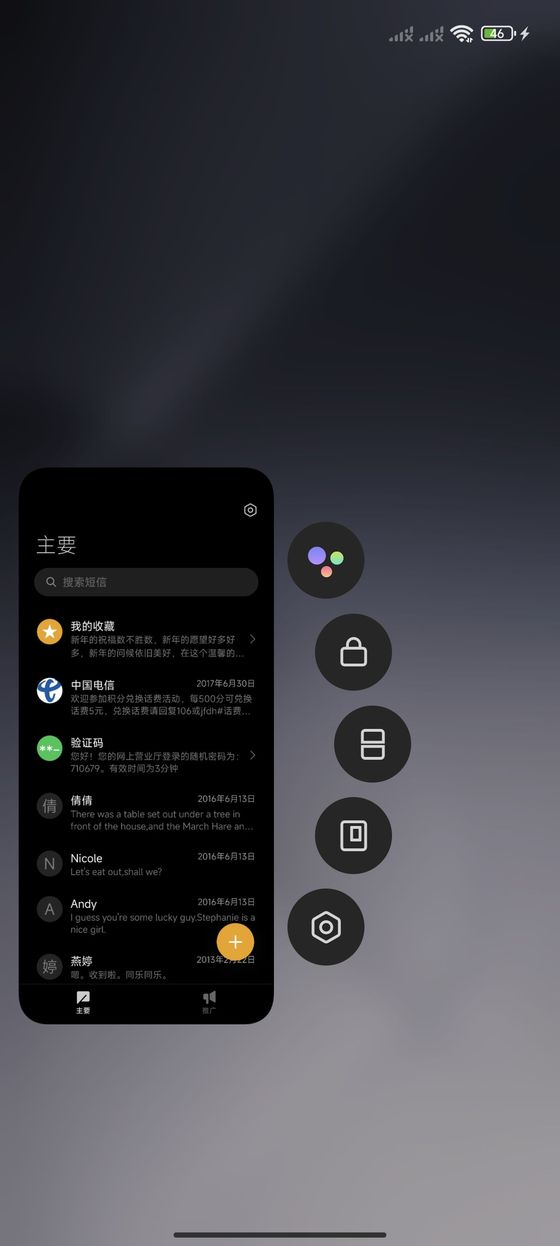 46
主要
搜索短信
我的收藏
新年的祝福数不胜数，新年的愿望好多好
多，新年的问候依旧美好，在这个温馨的...
中国电信 2017年6月30日
欢迎参加积分兑换话费活动，每500分可兑换
话费5元，兑换话费请回复106或jfdh#话费...
验证码
**_
您好！您的网上营业厅登录的随机密码为：
710679。有效时间为3分钟
倩 倩倩 2016年6月13日
There was a table set out under a tree in
front of the house,and the March Hare an...
N Nicole 2016年6月13日
Let's eat out,shall we?
A Andy 2016年6月13日
I guess you're some lucky guy.Stephanie is a
nice girl.
婷 燕婷 2013年2月22日
嗯。收到啦。同乐同乐。
主要 推广